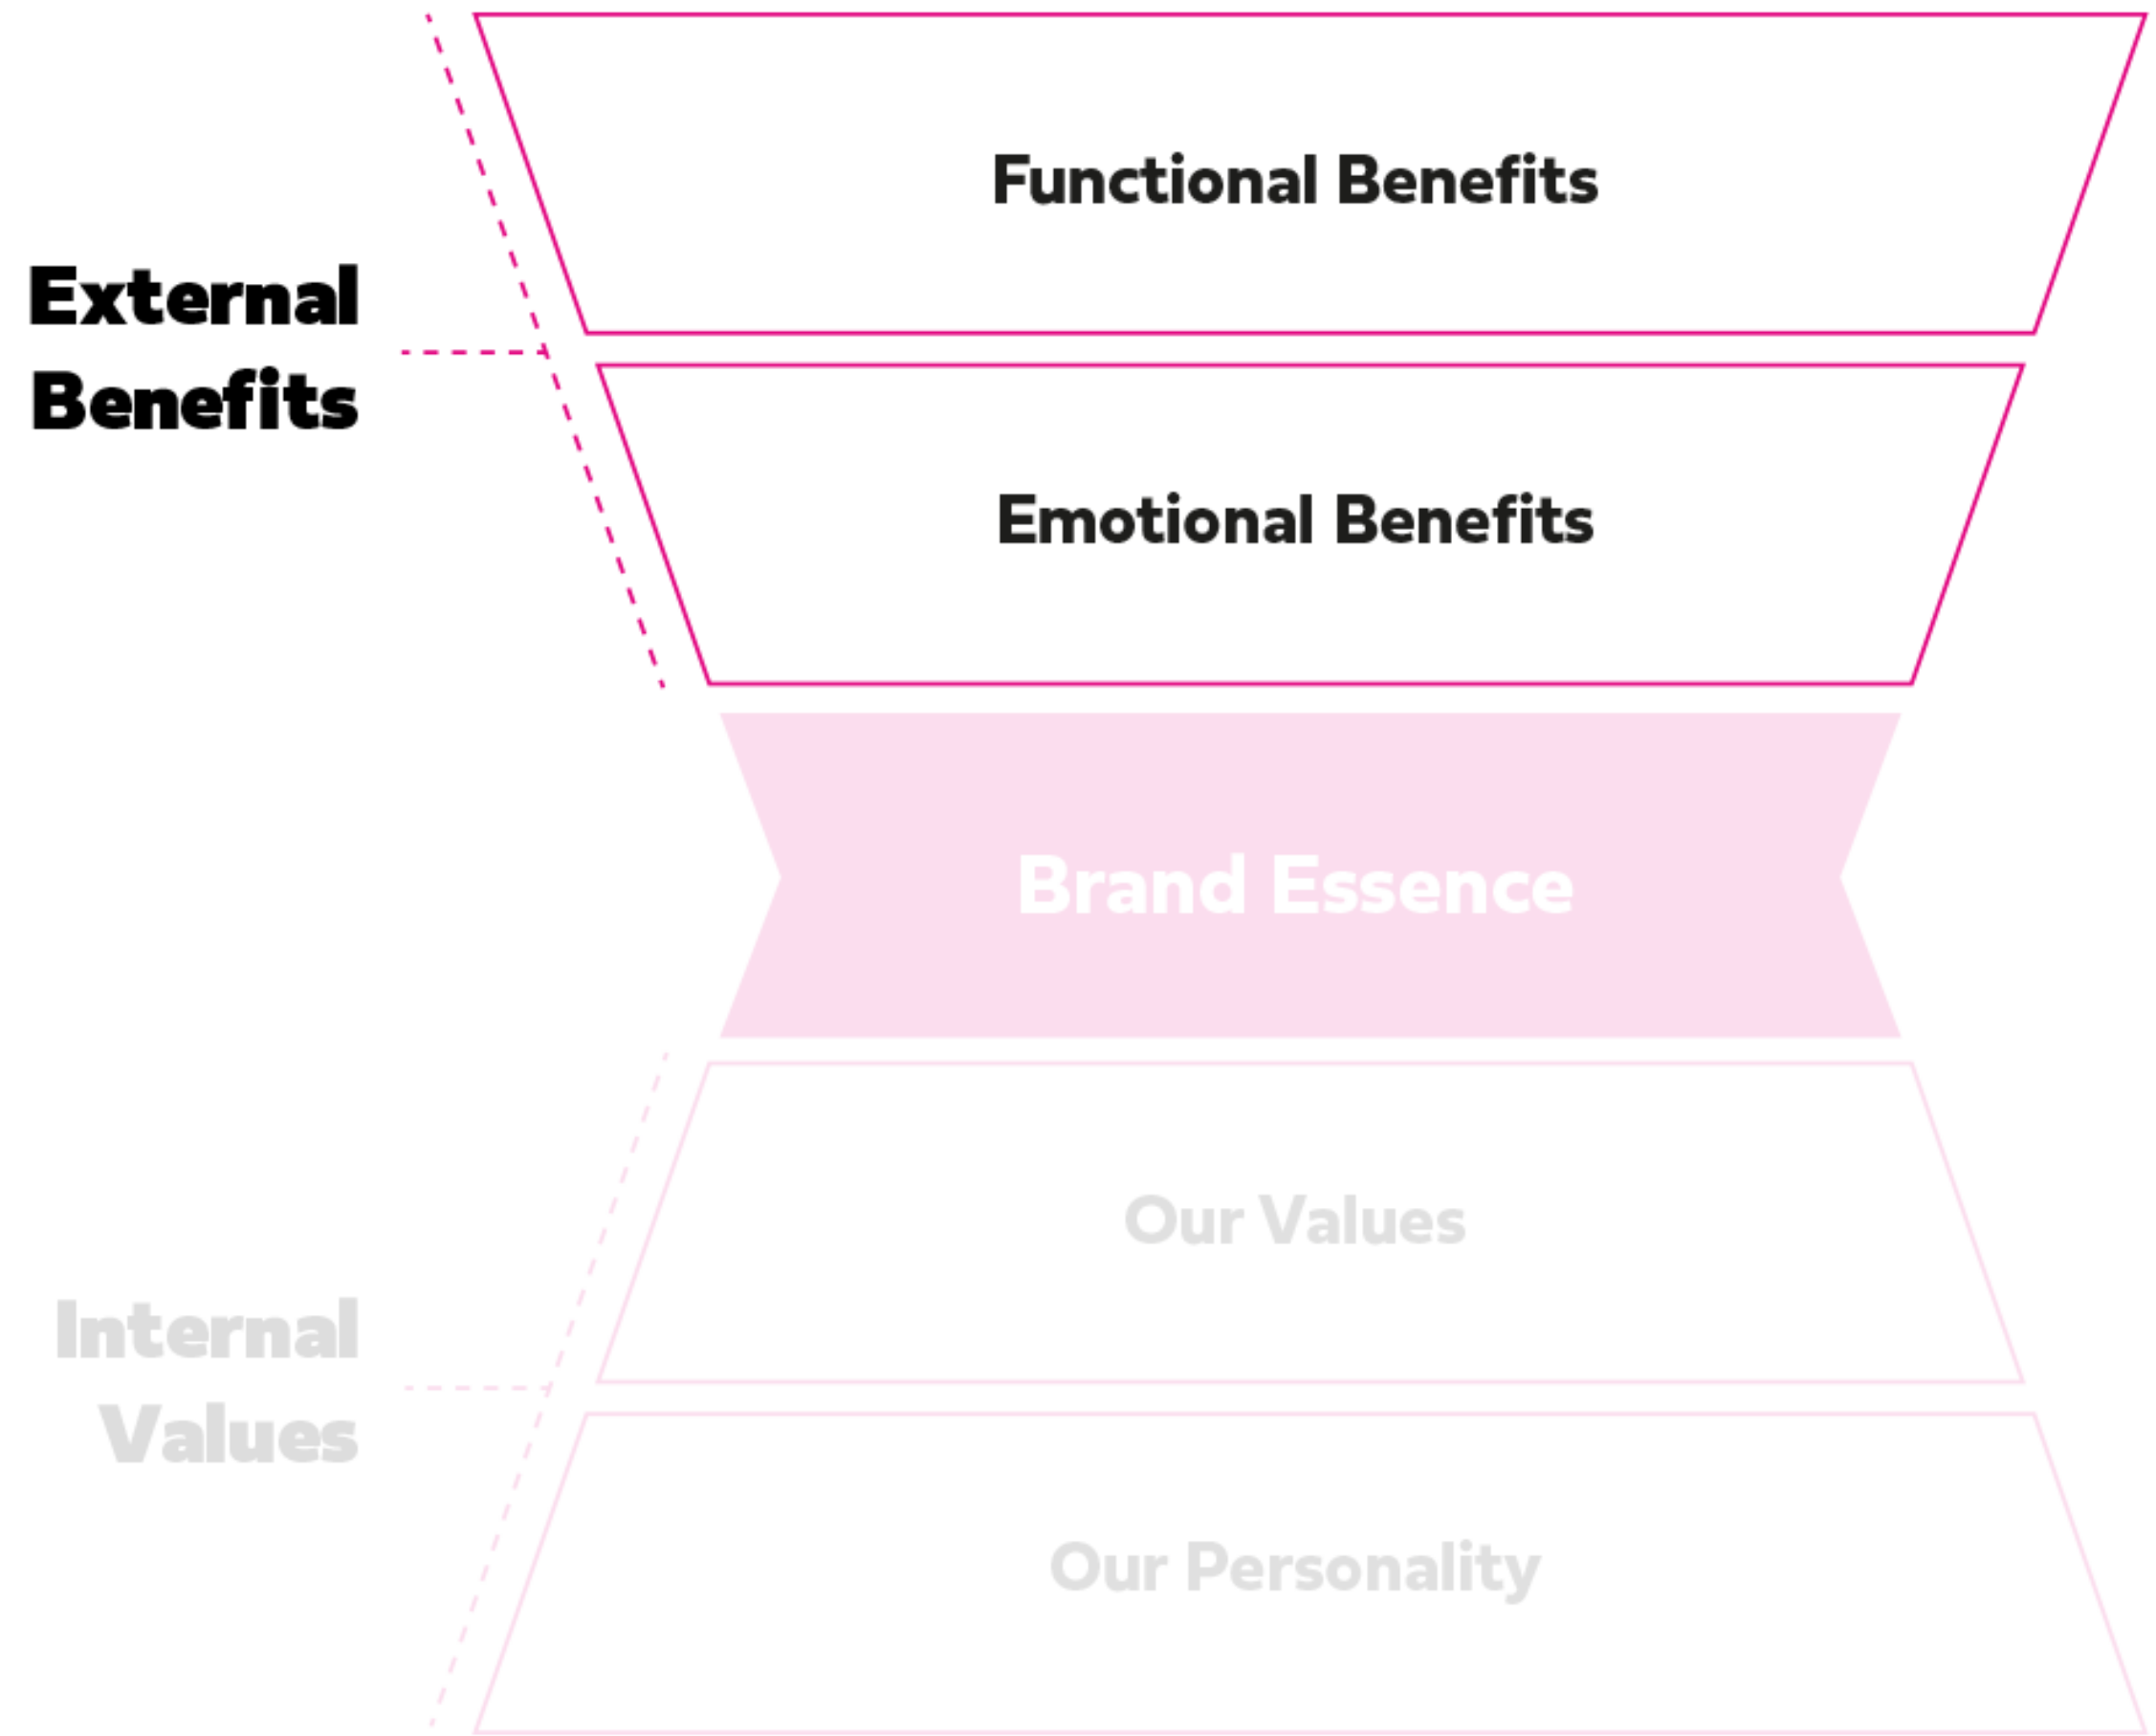 Functional Benefits
External
Benefits
Emotional Benefits
Brand Essence
Our Values
Internal
Values
Our Personality